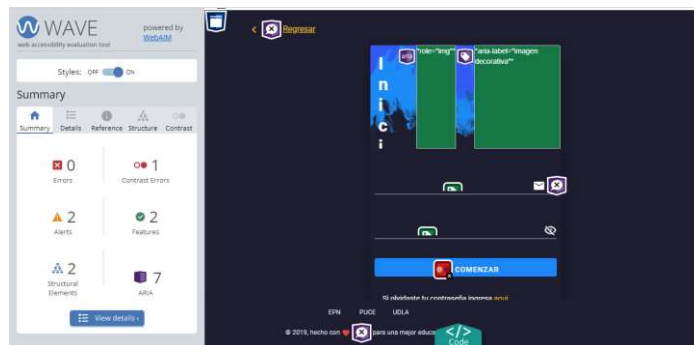 WAVE
powered by
WebAIM
web accessibility evaluation tool
Styles: OFF ON
Summary
Summary Details Reference Structure Contrast
0
Errors
1
Contrast Errors
2
Alerts
2
Features
2
Structural
Elements
7
ARIA
View details ›
‹ Regresar
I
n
i
c
i
*role="img"*
*aria-label="imagen
decorativa"*
COMENZAR
Si olvidaste tu contraseña ingresa aquí
EPN PUCE UDLA
© 2019, hecho con para una mejor educa
</>
Code